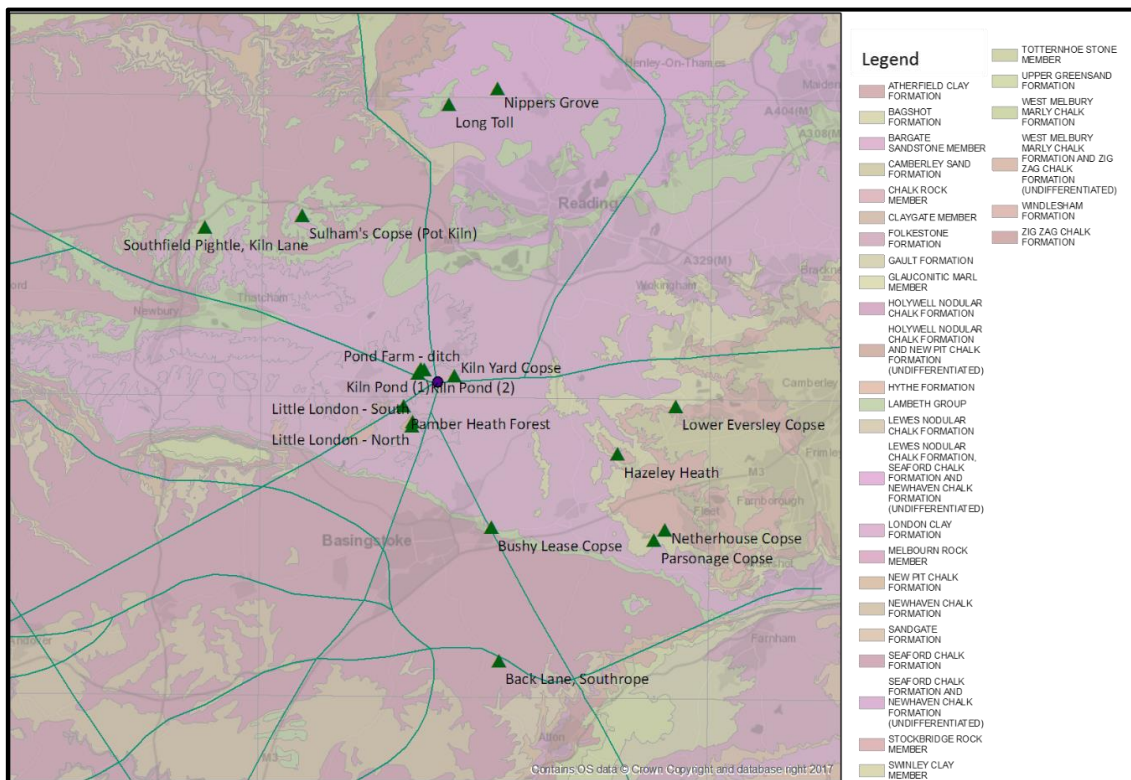 Henley-On-Thames
Maiden
A404(M)
A308(M)
Nippers Grove
Long Toll
Reading
Sulham's Copse (Pot Kiln)
Southfield Pightle, Kiln Lane
A329(M)
Brackn
Wokingham
Thatcham
Newbury
ford
Pond Farm - ditch
Kiln Yard Copse
Kiln Pond (1)
Kiln Pond (2)
Camberley
Little London - South
Pamber Heath Forest
Little London - North
Lower Eversley Copse
Frimley
Hazeley Heath
M3
Farnborough
Fleet
Basingstoke
Bushy Lease Copse
Netherhouse Copse
Parsonage Copse
Aldershot
Andover
Farnham
Back Lane, Southrope
Alton
M3
Contains OS data © Crown Copyright and database right 2017
Legend
ATHERFIELD CLAY
FORMATION
BAGSHOT
FORMATION
BARGATE
SANDSTONE MEMBER
CAMBERLEY SAND
FORMATION
CHALK ROCK
MEMBER
CLAYGATE MEMBER
FOLKESTONE
FORMATION
GAULT FORMATION
GLAUCONITIC MARL
MEMBER
HOLYWELL NODULAR
CHALK FORMATION
HOLYWELL NODULAR
CHALK FORMATION
AND NEW PIT CHALK
FORMATION
(UNDIFFERENTIATED)
HYTHE FORMATION
LAMBETH GROUP
LEWES NODULAR
CHALK FORMATION
LEWES NODULAR
CHALK FORMATION,
SEAFORD CHALK
FORMATION AND
NEWHAVEN CHALK
FORMATION
(UNDIFFERENTIATED)
LONDON CLAY
FORMATION
MELBOURN ROCK
MEMBER
NEW PIT CHALK
FORMATION
NEWHAVEN CHALK
FORMATION
SANDGATE
FORMATION
SEAFORD CHALK
FORMATION
SEAFORD CHALK
FORMATION AND
NEWHAVEN CHALK
FORMATION
(UNDIFFERENTIATED)
STOCKBRIDGE ROCK
MEMBER
SWINLEY CLAY
MEMBER
TOTTERNHOE STONE
MEMBER
UPPER GREENSAND
FORMATION
WEST MELBURY
MARLY CHALK
FORMATION
WEST MELBURY
MARLY CHALK
FORMATION AND ZIG
ZAG CHALK
FORMATION
(UNDIFFERENTIATED)
WINDLESHAM
FORMATION
ZIG ZAG CHALK
FORMATION